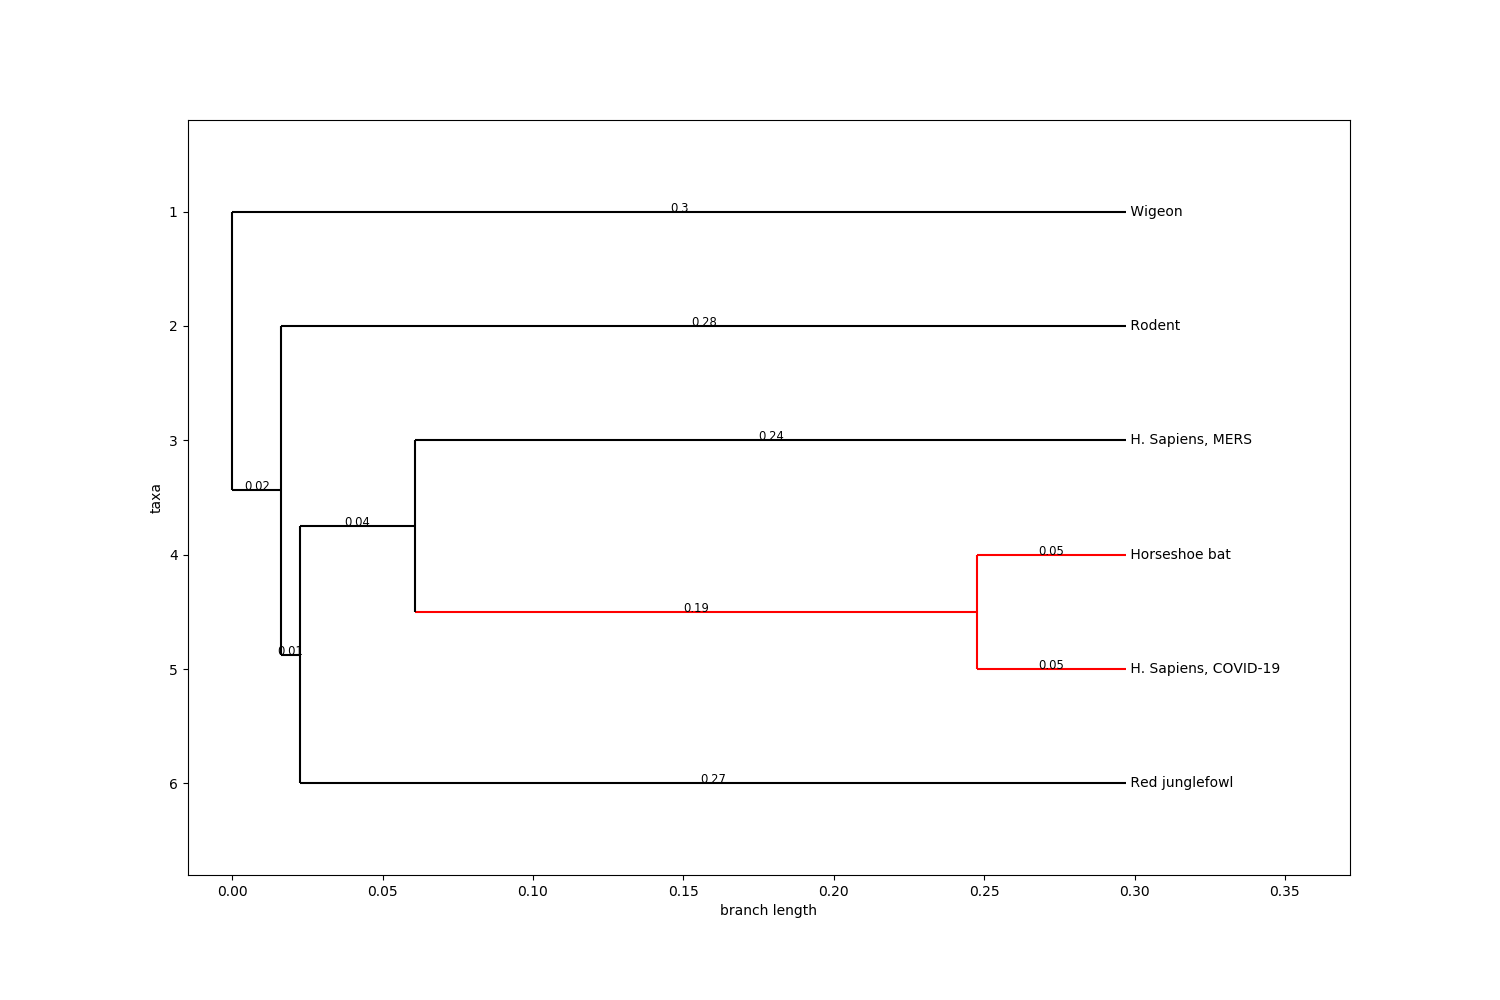 1
0.3
Wigeon
2
0.28
Rodent
3
0.24
H. Sapiens, MERS
taxa
0.02
0.04
4
0.05
Horseshoe bat
0.19
5
0.01
0.05
H. Sapiens, COVID-19
6
0.27
Red junglefowl
0.00 0.05 0.10 0.15 0.20 0.25 0.30 0.35
branch length